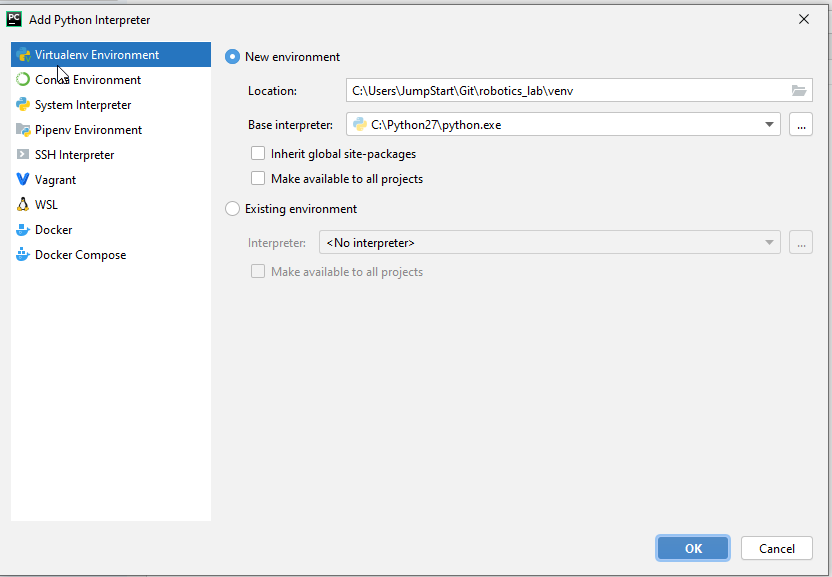 PC Add Python Interpreter
Virtualenv Environment
Conda Environment
System Interpreter
Pipenv Environment
SSH Interpreter
Vagrant
WSL
Docker
Docker Compose
New environment
Location: C:\Users\JumpStart\Git\robotics_lab\venv
Base interpreter: C:\Python27\python.exe ...
Inherit global site-packages
Make available to all projects
Existing environment
Interpreter: <No interpreter> ...
Make available to all projects
OK Cancel